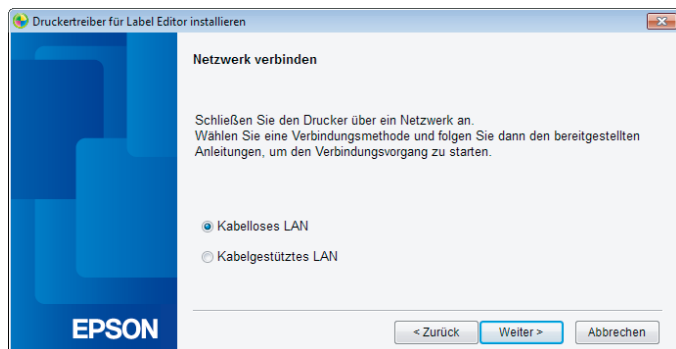 Druckertreiber für Label Editor installieren
Netzwerk verbinden
Schließen Sie den Drucker über ein Netzwerk an.
Wählen Sie eine Verbindungsmethode und folgen Sie dann den bereitgestellten
Anleitungen, um den Verbindungsvorgang zu starten.
Kabelloses LAN
Kabelgestütztes LAN
EPSON
< Zurück Weiter > Abbrechen